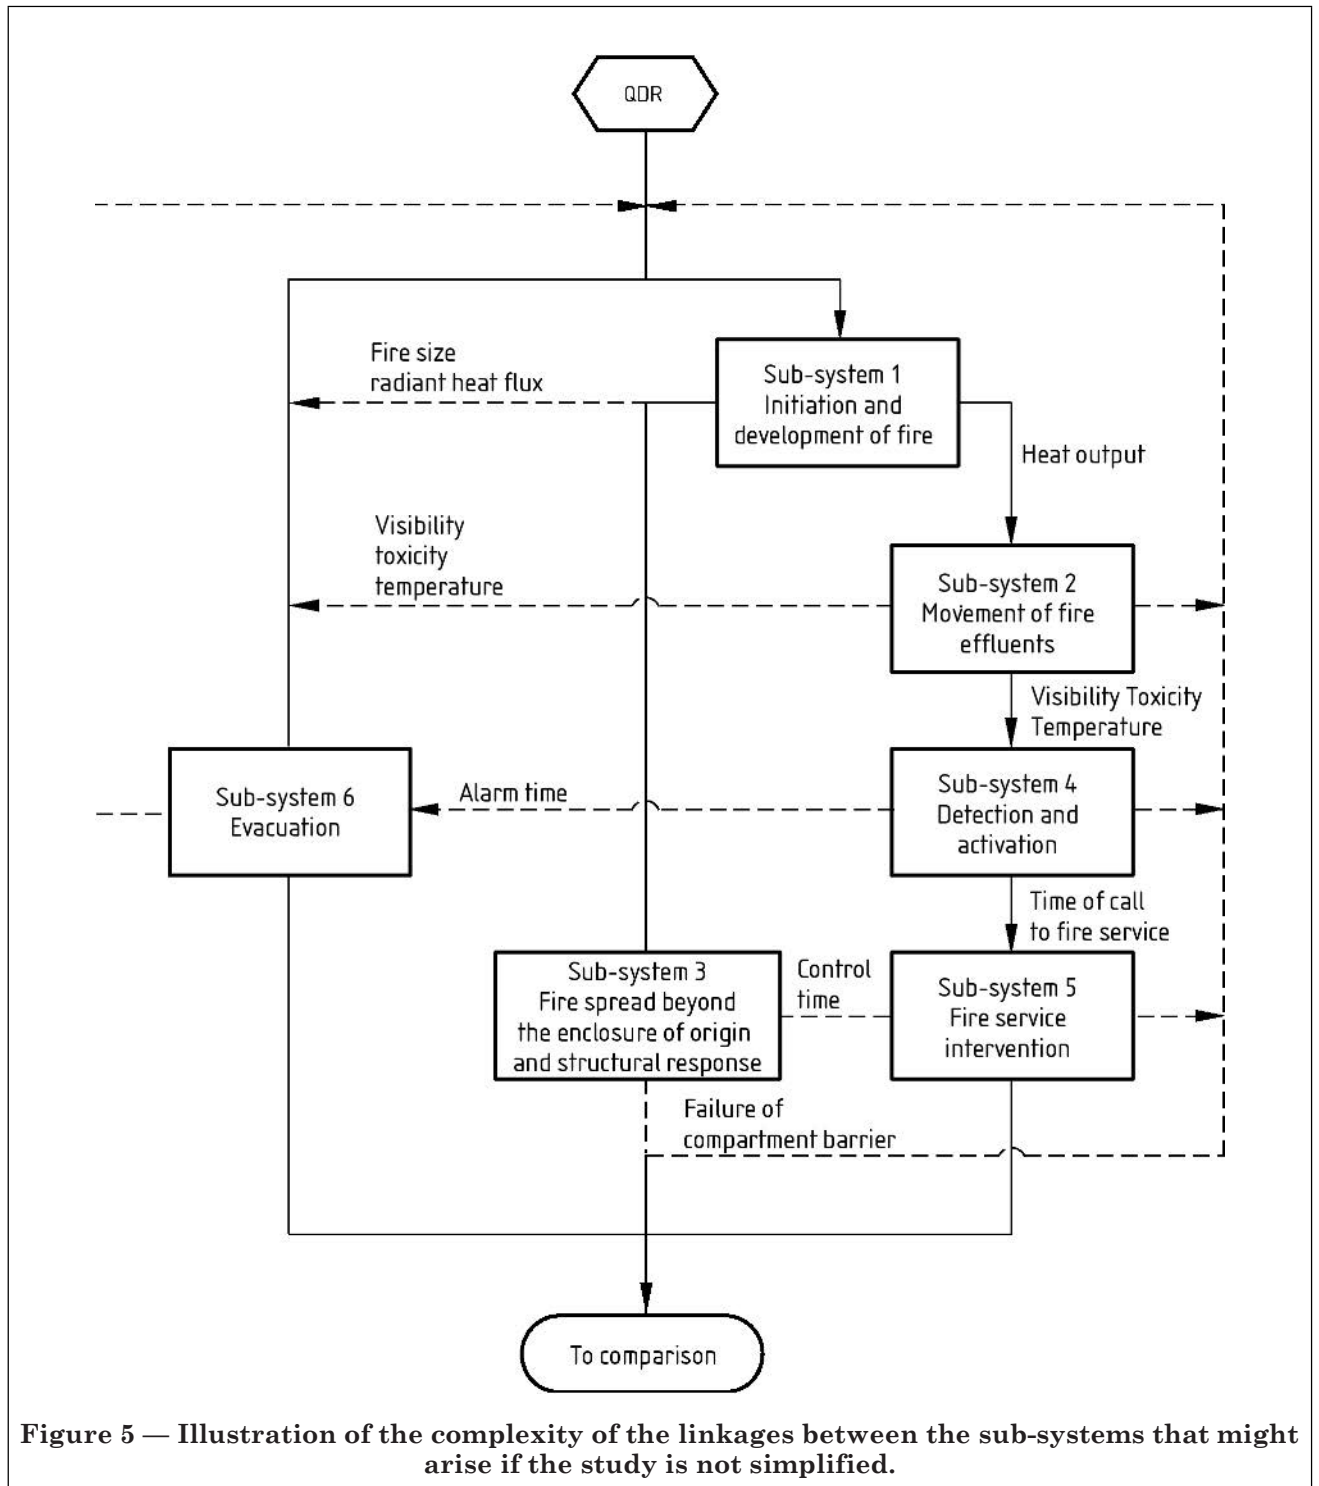 QDR
Fire size
radiant heat flux
Sub-system 1
Initiation and
development of fire
Heat output
Visibility
toxicity
temperature
Sub-system 2
Movement of fire
effluents
Visibility Toxicity
Temperature
Sub-system 6
Evacuation
Alarm time
Sub-system 4
Detection and
activation
Time of call
to fire service
Sub-system 3
Fire spread beyond
the enclosure of origin
and structural response
Control
time
Sub-system 5
Fire service
intervention
Failure of
compartment barrier
To comparison
Figure 5 — Illustration of the complexity of the linkages between the sub-systems that might
arise if the study is not simplified.